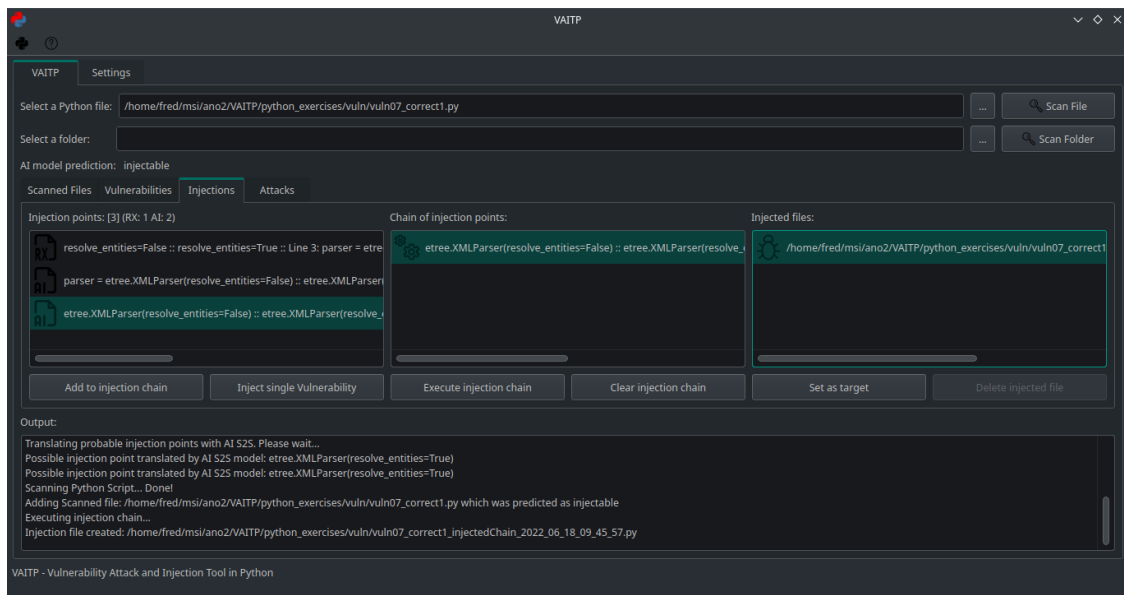 VAITP
VAITP Settings
Select a Python file: /home/fred/msi/ano2/VAITP/python_exercises/vuln/vuln07_correct1.py ... Scan File
Select a folder: ... Scan Folder
AI model prediction: injectable
Scanned Files Vulnerabilities Injections Attacks
Injection points: [3] (RX: 1 AI: 2)
RX resolve_entities=False :: resolve_entities=True :: Line 3: parser = etre
AI parser = etree.XMLParser(resolve_entities=False) :: etree.XMLParser
AI etree.XMLParser(resolve_entities=False) :: etree.XMLParser(resolve_
Chain of injection points:
etree.XMLParser(resolve_entities=False) :: etree.XMLParser(resolve_
Injected files:
/home/fred/msi/ano2/VAITP/python_exercises/vuln/vuln07_correct1
Add to injection chain Inject single Vulnerability Execute injection chain Clear injection chain Set as target Delete injected file
Output:
Translating probable injection points with AI S2S. Please wait...
Possible injection point translated by AI S2S model: etree.XMLParser(resolve_entities=True)
Possible injection point translated by AI S2S model: etree.XMLParser(resolve_entities=True)
Scanning Python Script... Done!
Adding Scanned file: /home/fred/msi/ano2/VAITP/python_exercises/vuln/vuln07_correct1.py which was predicted as injectable
Executing injection chain...
Injection file created: /home/fred/msi/ano2/VAITP/python_exercises/vuln/vuln07_correct1_injectedChain_2022_06_18_09_45_57.py
VAITP - Vulnerability Attack and Injection Tool in Python